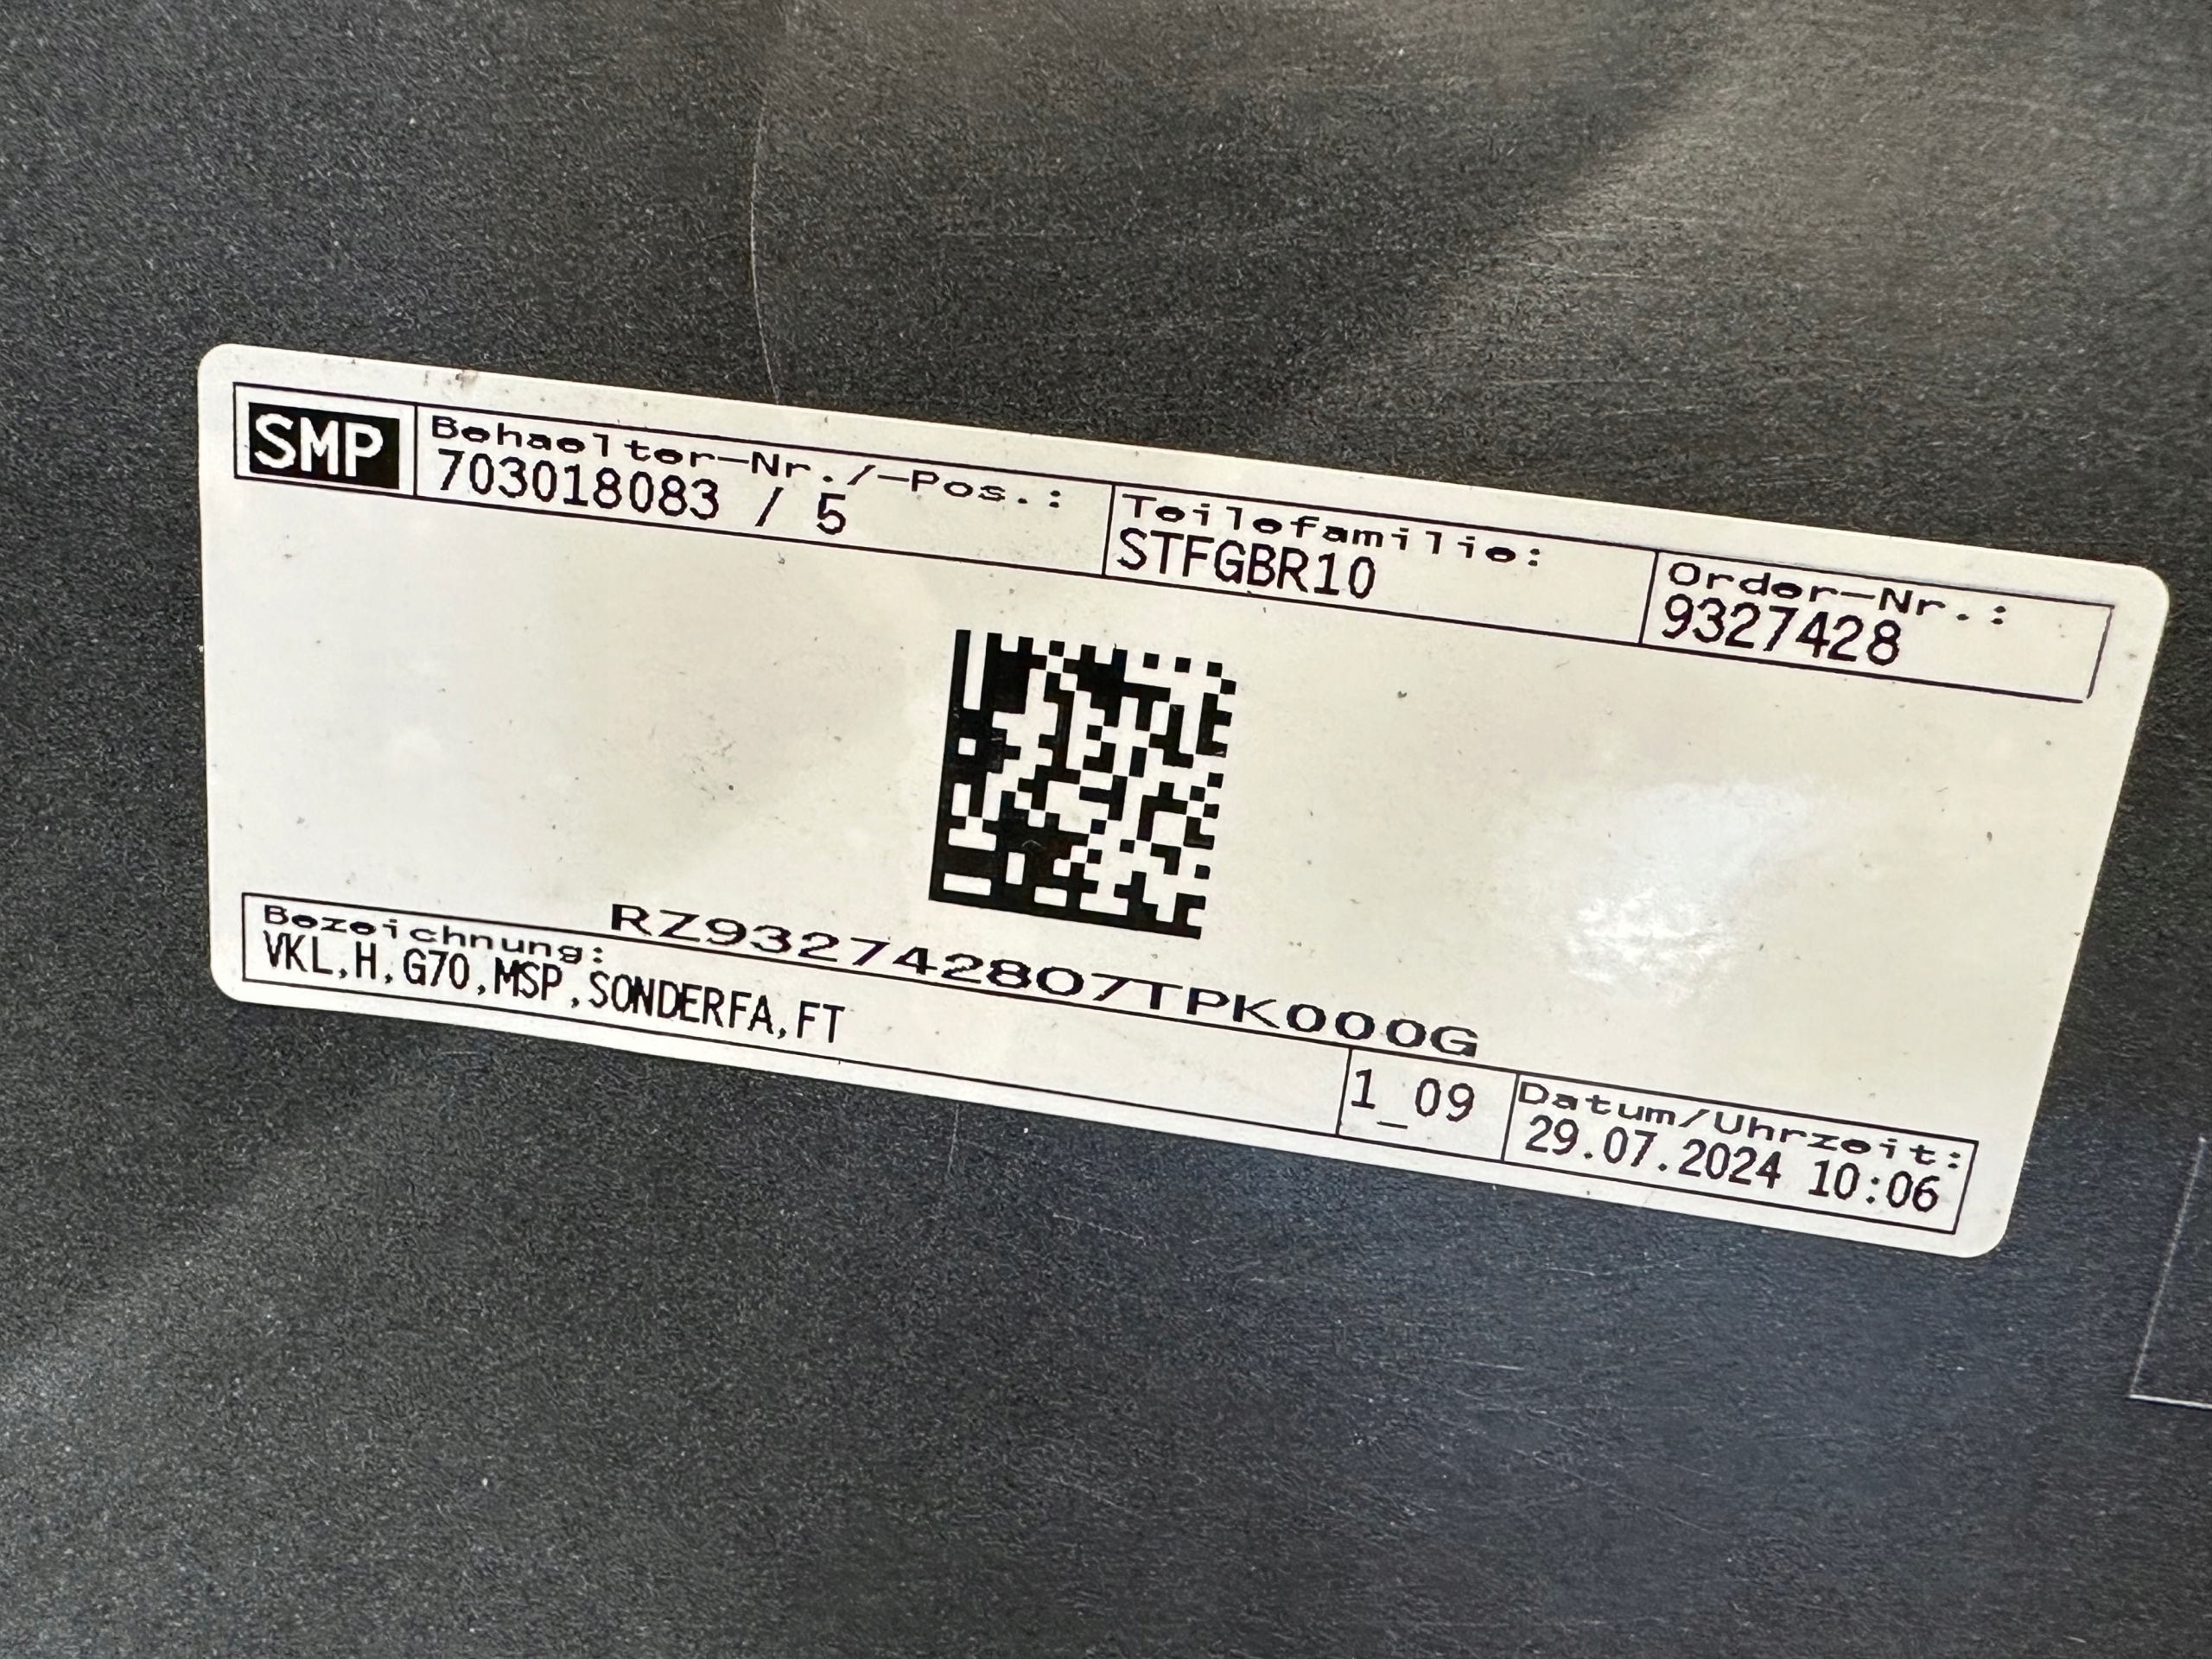 SMP
Behaelter-Nr./-Pos.:
703018083 / 5
Teilefamilie:
STFGBR10
Order-Nr.:
9327428
RZ932742807TPK000G
Bezeichnung:
VKL,H,G70,MSP,SONDERFA,FT
1_09
Datum/Uhrzeit:
29.07.2024 10:06